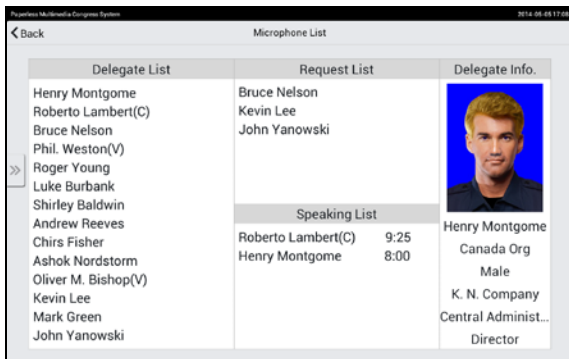 Paperless Multimedia Congress System
2014-05-05 17:08
Back
Microphone List
Delegate List
Henry Montgome
Roberto Lambert(C)
Bruce Nelson
Phil. Weston(V)
Roger Young
Luke Burbank
Shirley Baldwin
Andrew Reeves
Chirs Fisher
Ashok Nordstorm
Oliver M. Bishop(V)
Kevin Lee
Mark Green
John Yanowski
Request List
Bruce Nelson
Kevin Lee
John Yanowski
Speaking List
Roberto Lambert(C) 9:25
Henry Montgome 8:00
Delegate Info.
Henry Montgome
Canada Org
Male
K. N. Company
Central Administ...
Director